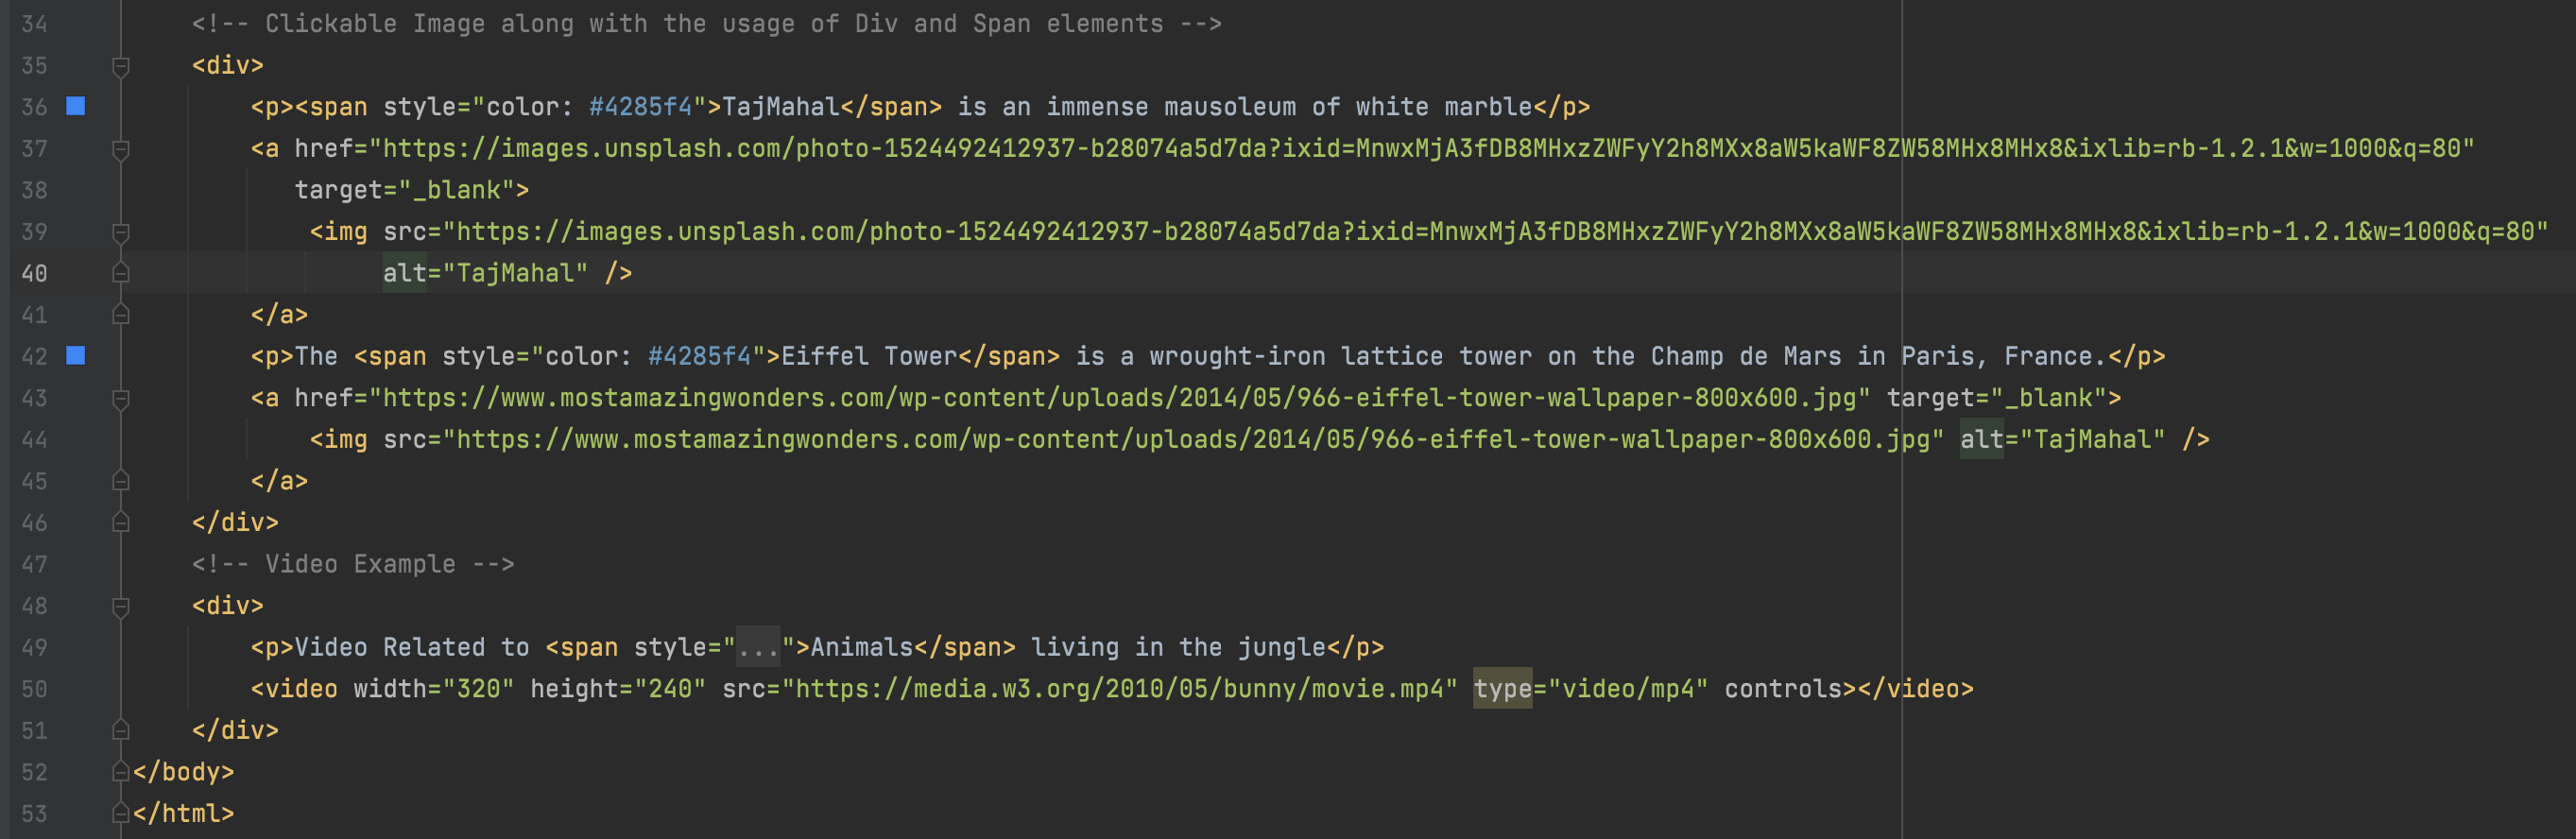 34 <!-- Clickable Image along with the usage of Div and Span elements -->
35 <div>
36 <p><span style="color: #4285f4">TajMahal</span> is an immense mausoleum of white marble</p>
37 <a href="https://images.unsplash.com/photo-1524492412937-b28074a5d7da?ixid=MnwxMjA3fDB8MHxzZWFyY2h8MXx8aW5kaWF8ZW58MHx8MHx8&ixlib=rb-1.2.1&w=1000&q=80"
38 target="_blank">
39 <img src="https://images.unsplash.com/photo-1524492412937-b28074a5d7da?ixid=MnwxMjA3fDB8MHxzZWFyY2h8MXx8aW5kaWF8ZW58MHx8MHx8&ixlib=rb-1.2.1&w=1000&q=80"
40 alt="TajMahal" />
41 </a>
42 <p>The <span style="color: #4285f4">Eiffel Tower</span> is a wrought-iron lattice tower on the Champ de Mars in Paris, France.</p>
43 <a href="https://www.mostamazingwonders.com/wp-content/uploads/2014/05/966-eiffel-tower-wallpaper-800x600.jpg" target="_blank">
44 <img src="https://www.mostamazingwonders.com/wp-content/uploads/2014/05/966-eiffel-tower-wallpaper-800x600.jpg" alt="TajMahal" />
45 </a>
46 </div>
47 <!-- Video Example -->
48 <div>
49 <p>Video Related to <span style="...">Animals</span> living in the jungle</p>
50 <video width="320" height="240" src="https://media.w3.org/2010/05/bunny/movie.mp4" type="video/mp4" controls></video>
51 </div>
52 </body>
53 </html>